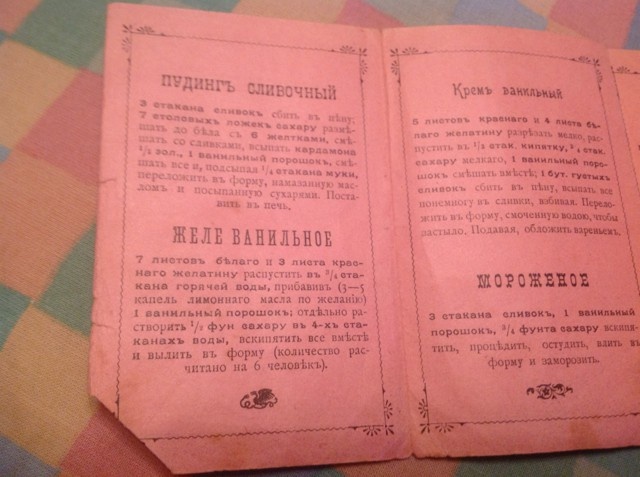 ПУДИНГЪ СЛИВОЧНЫЙ
3 стакана сливокъ сбить въ пѣну;
7 столовыхъ ложекъ сахару размѣ-
шать до бѣла съ 6 желтками, смѣ-
шать со сливками, всыпать кардамона
1/2 зол., 1 ванильный порошокъ, смѣ-
шать все и, подсыпая 1/4 стакана муки,
переложить въ форму, намазанную мас-
ломъ и посыпанную сухарями. Поста-
вить въ печь.
ЖЕЛЕ ВАНИЛЬНОЕ
7 листовъ бѣлаго и 3 листа крас-
наго желатину распустить въ 3/4 ста-
кана горячей воды, прибавивъ (3—5
капель лимоннаго масла по желанію)
1 ванильный порошокъ; отдѣльно ра-
створить 1/2 фун сахару въ 4-хъ ста-
канахъ воды, вскипятить все вмѣстѣ
и вылить въ форму (количество рас-
читано на 6 человѣкъ).
Кремъ ванильный
5 листовъ краснаго и 4 листа бѣ-
лаго желатину разрѣзать мелко, рас-
пустить въ 1/2 стак. кипятку, 3/4 стак.
сахару мелкаго, 1 ванильный поро-
шокъ смѣшать вмѣстѣ; 1 бут. густыхъ
сливокъ сбить въ пѣну, всыпать все
понемногу въ сливки, взбивая. Перело-
жить въ форму, смоченную водою, чтобы
застыло. Подавая, обложить вареньемъ.
МОРОЖЕНОЕ
3 стакана сливокъ, 1 ванильный
порошокъ, 3/4 фунта сахару вскипя-
тить, процѣдить, остудить, влить въ
форму и заморозить.